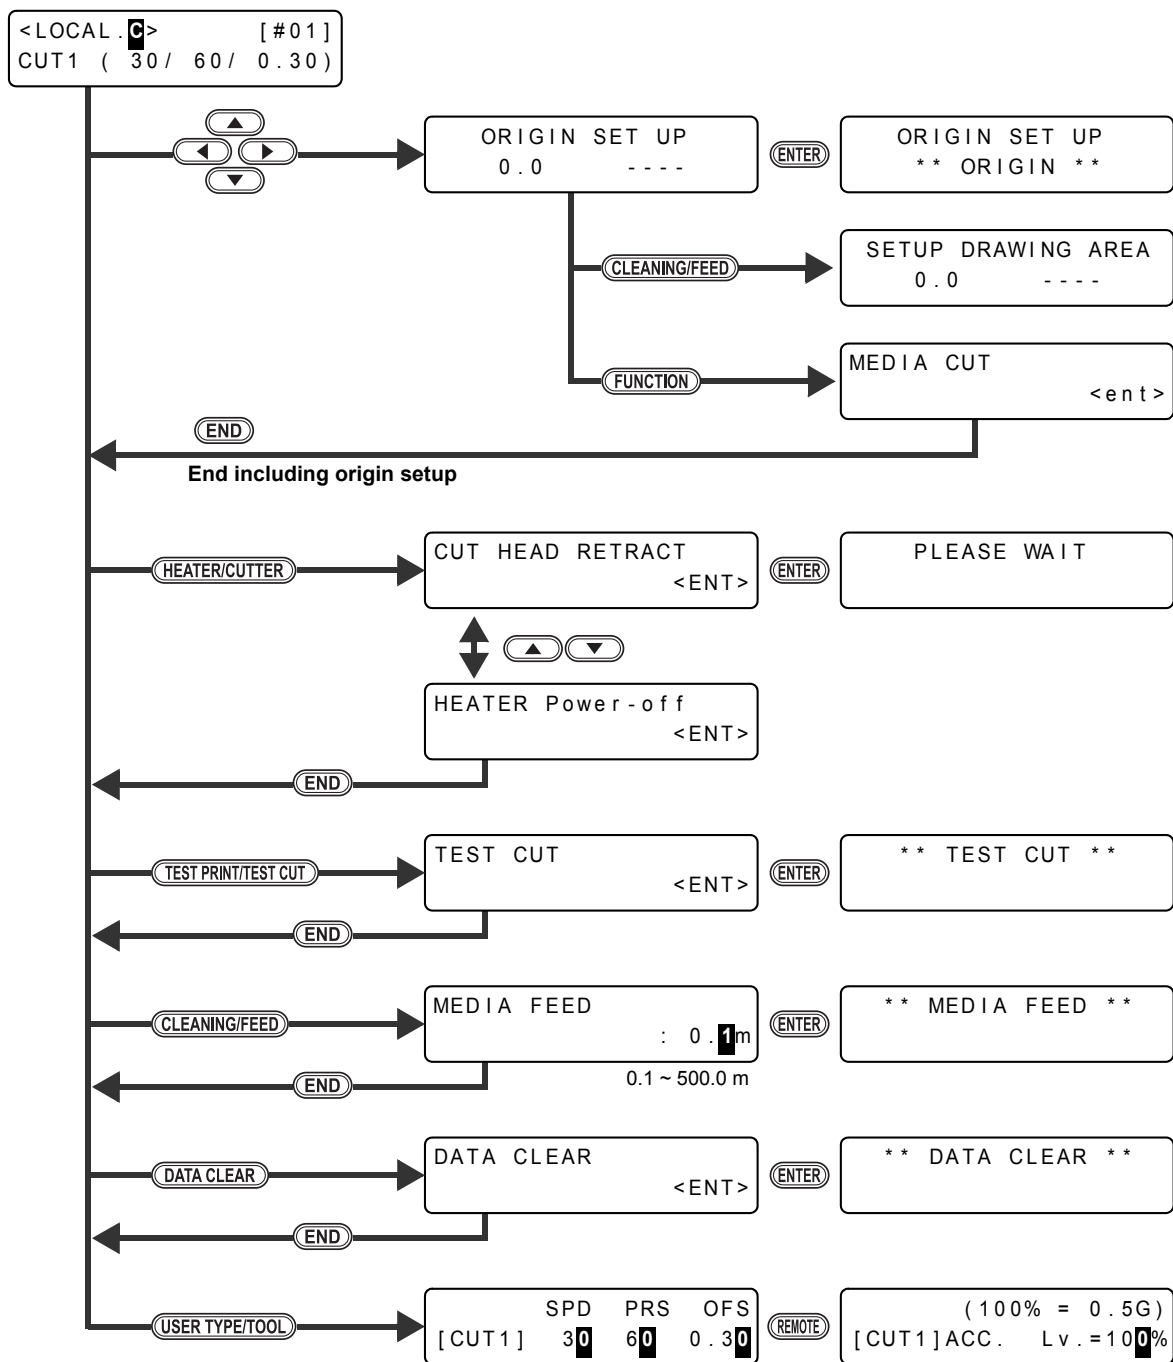 <LOCAL.C> [#01]
CUT1 ( 30/ 60/ 0.30)
ORIGIN SET UP
0.0 ----
ENTER
ORIGIN SET UP
** ORIGIN **
CLEANING/FEED
SETUP DRAWING AREA
0.0 ----
FUNCTION
MEDIA CUT
<ent>
END
End including origin setup
HEATER/CUTTER
CUT HEAD RETRACT
<ENT>
ENTER
PLEASE WAIT
HEATER Power-off
<ENT>
END
TEST PRINT/TEST CUT
TEST CUT
<ENT>
ENTER
** TEST CUT **
END
CLEANING/FEED
MEDIA FEED
: 0.1m
ENTER
** MEDIA FEED **
0.1 ~ 500.0 m
END
DATA CLEAR
DATA CLEAR
<ENT>
ENTER
** DATA CLEAR **
END
USER TYPE/TOOL
SPD PRS OFS
[CUT1] 30 60 0.30
REMOTE
(100% = 0.5G)
[CUT1]ACC. Lv.=100%